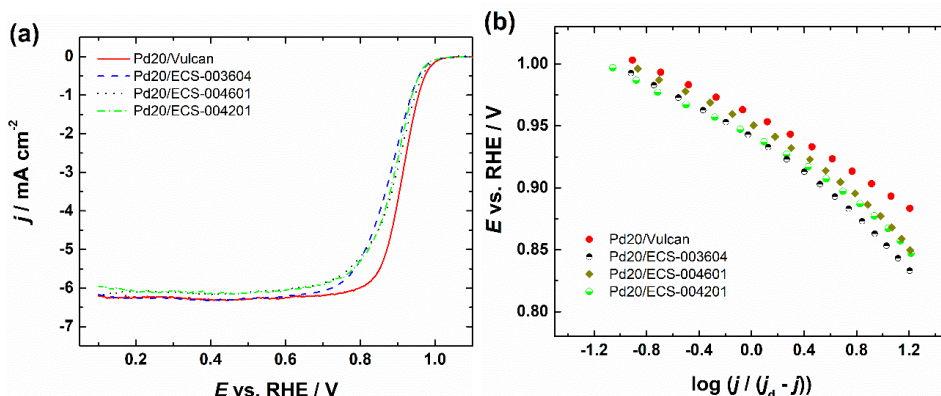 (a)
Pd20/Vulcan
Pd20/ECS-003604
Pd20/ECS-004601
Pd20/ECS-004201
0
-1
-2
-3
-4
-5
-6
-7
j / mA cm⁻²
0.2 0.4 0.6 0.8 1.0
E vs. RHE / V
(b)
1.00
0.95
0.90
0.85
0.80
E vs. RHE / V
Pd20/Vulcan
Pd20/ECS-003604
Pd20/ECS-004601
Pd20/ECS-004201
-1.2 -0.8 -0.4 0.0 0.4 0.8 1.2
log (j / (j_d - j))